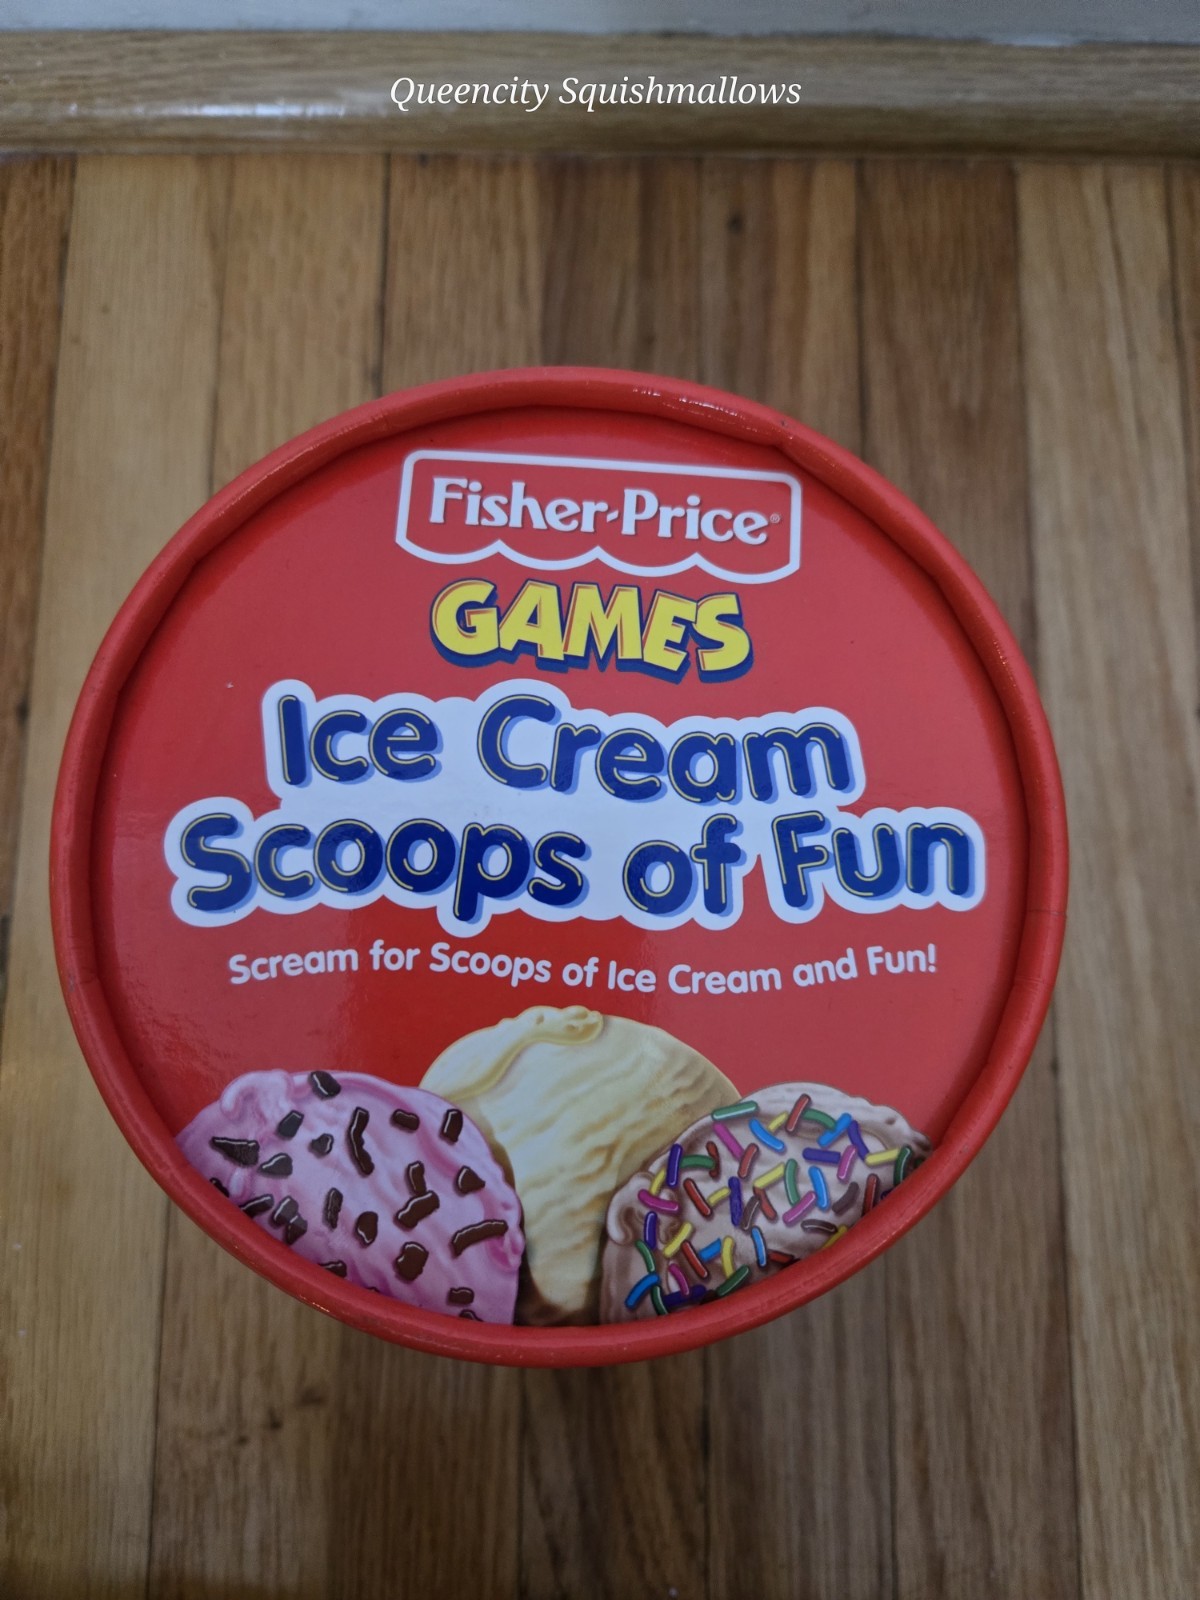 Queencity Squishmallows
Fisher-Price®
GAMES
Ice Cream
Scoops of Fun
Scream for Scoops of Ice Cream and Fun!